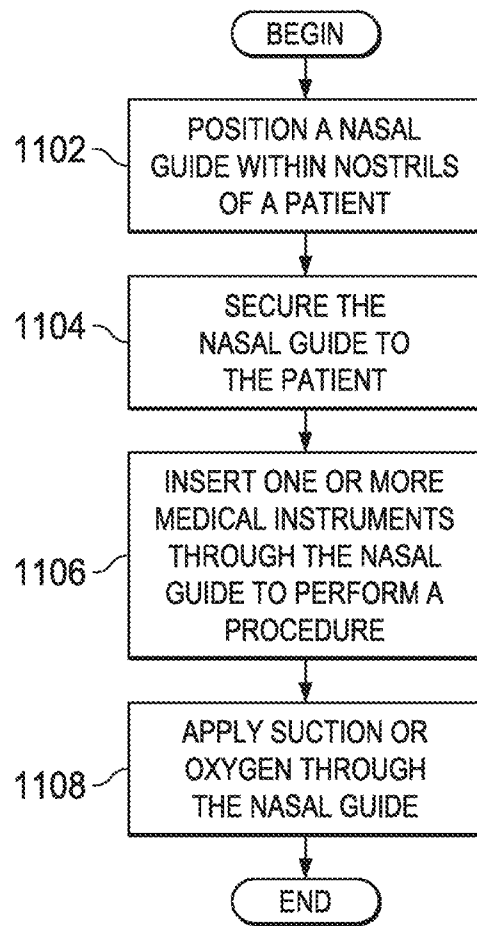 BEGIN
1102
POSITION A NASAL
GUIDE WITHIN NOSTRILS
OF A PATIENT
1104
SECURE THE
NASAL GUIDE TO
THE PATIENT
1106
INSERT ONE OR MORE
MEDICAL INSTRUMENTS
THROUGH THE NASAL
GUIDE TO PERFORM A
PROCEDURE
1108
APPLY SUCTION OR
OXYGEN THROUGH
THE NASAL GUIDE
END